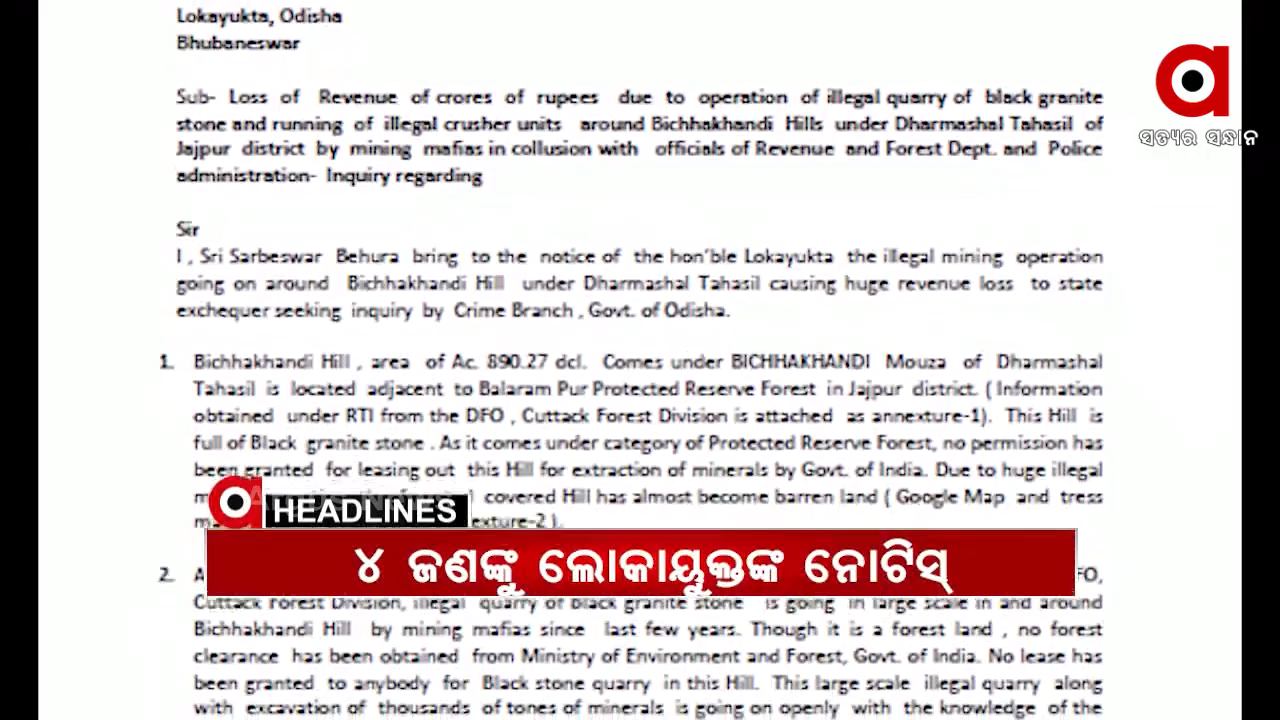 Lokayukta, Odisha
Bhubaneswar
ସତ୍ୟର ସନ୍ଧାନ
Sub- Loss of Revenue of crores of rupees due to operation of illegal quarry of black granite
stone and running of illegal crusher units around Bichhakhandi Hills under Dharmashal Tahasil of
Jajpur district by mining mafias in collusion with officials of Revenue and Forest Dept. and Police
administration- Inquiry regarding
Sir
I , Sri Sarbeswar Behura bring to the notice of the hon'ble Lokayukta the illegal mining operation
going on around Bichhakhandi Hill under Dharmashal Tahasil causing huge revenue loss to state
exchequer seeking inquiry by Crime Branch , Govt. of Odisha.
1. Bichhakhandi Hill , area of Ac. 890.27 dcl. Comes under BICHHAKHANDI Mouza of Dharmashal
Tahasil is located adjacent to Balaram Pur Protected Reserve Forest in Jajpur district. ( Information
obtained under RTI from the DFO , Cuttack Forest Division is attached as annexture-1). This Hill is
full of Black granite stone . As it comes under category of Protected Reserve Forest, no permission has
been granted for leasing out this Hill for extraction of minerals by Govt. of India. Due to huge illegal
covered Hill has almost become barren land ( Google Map and tress
exture-2 ).
HEADLINES
୪ ଜଣଙ୍କୁ ଲୋକାୟୁକ୍ତଙ୍କ ନୋଟିସ୍
2.
FO,
Cuttack Forest Division, illegal quarry of black granite stone is going in large scale in and around
Bichhakhandi Hill by mining mafias since last few years. Though it is a forest land , no forest
clearance has been obtained from Ministry of Environment and Forest, Govt. of India. No lease has
been granted to anybody for Black stone quarry in this Hill. This large scale illegal quarry along
with excavation of thousands of tones of minerals is going on openly with the knowledge of the